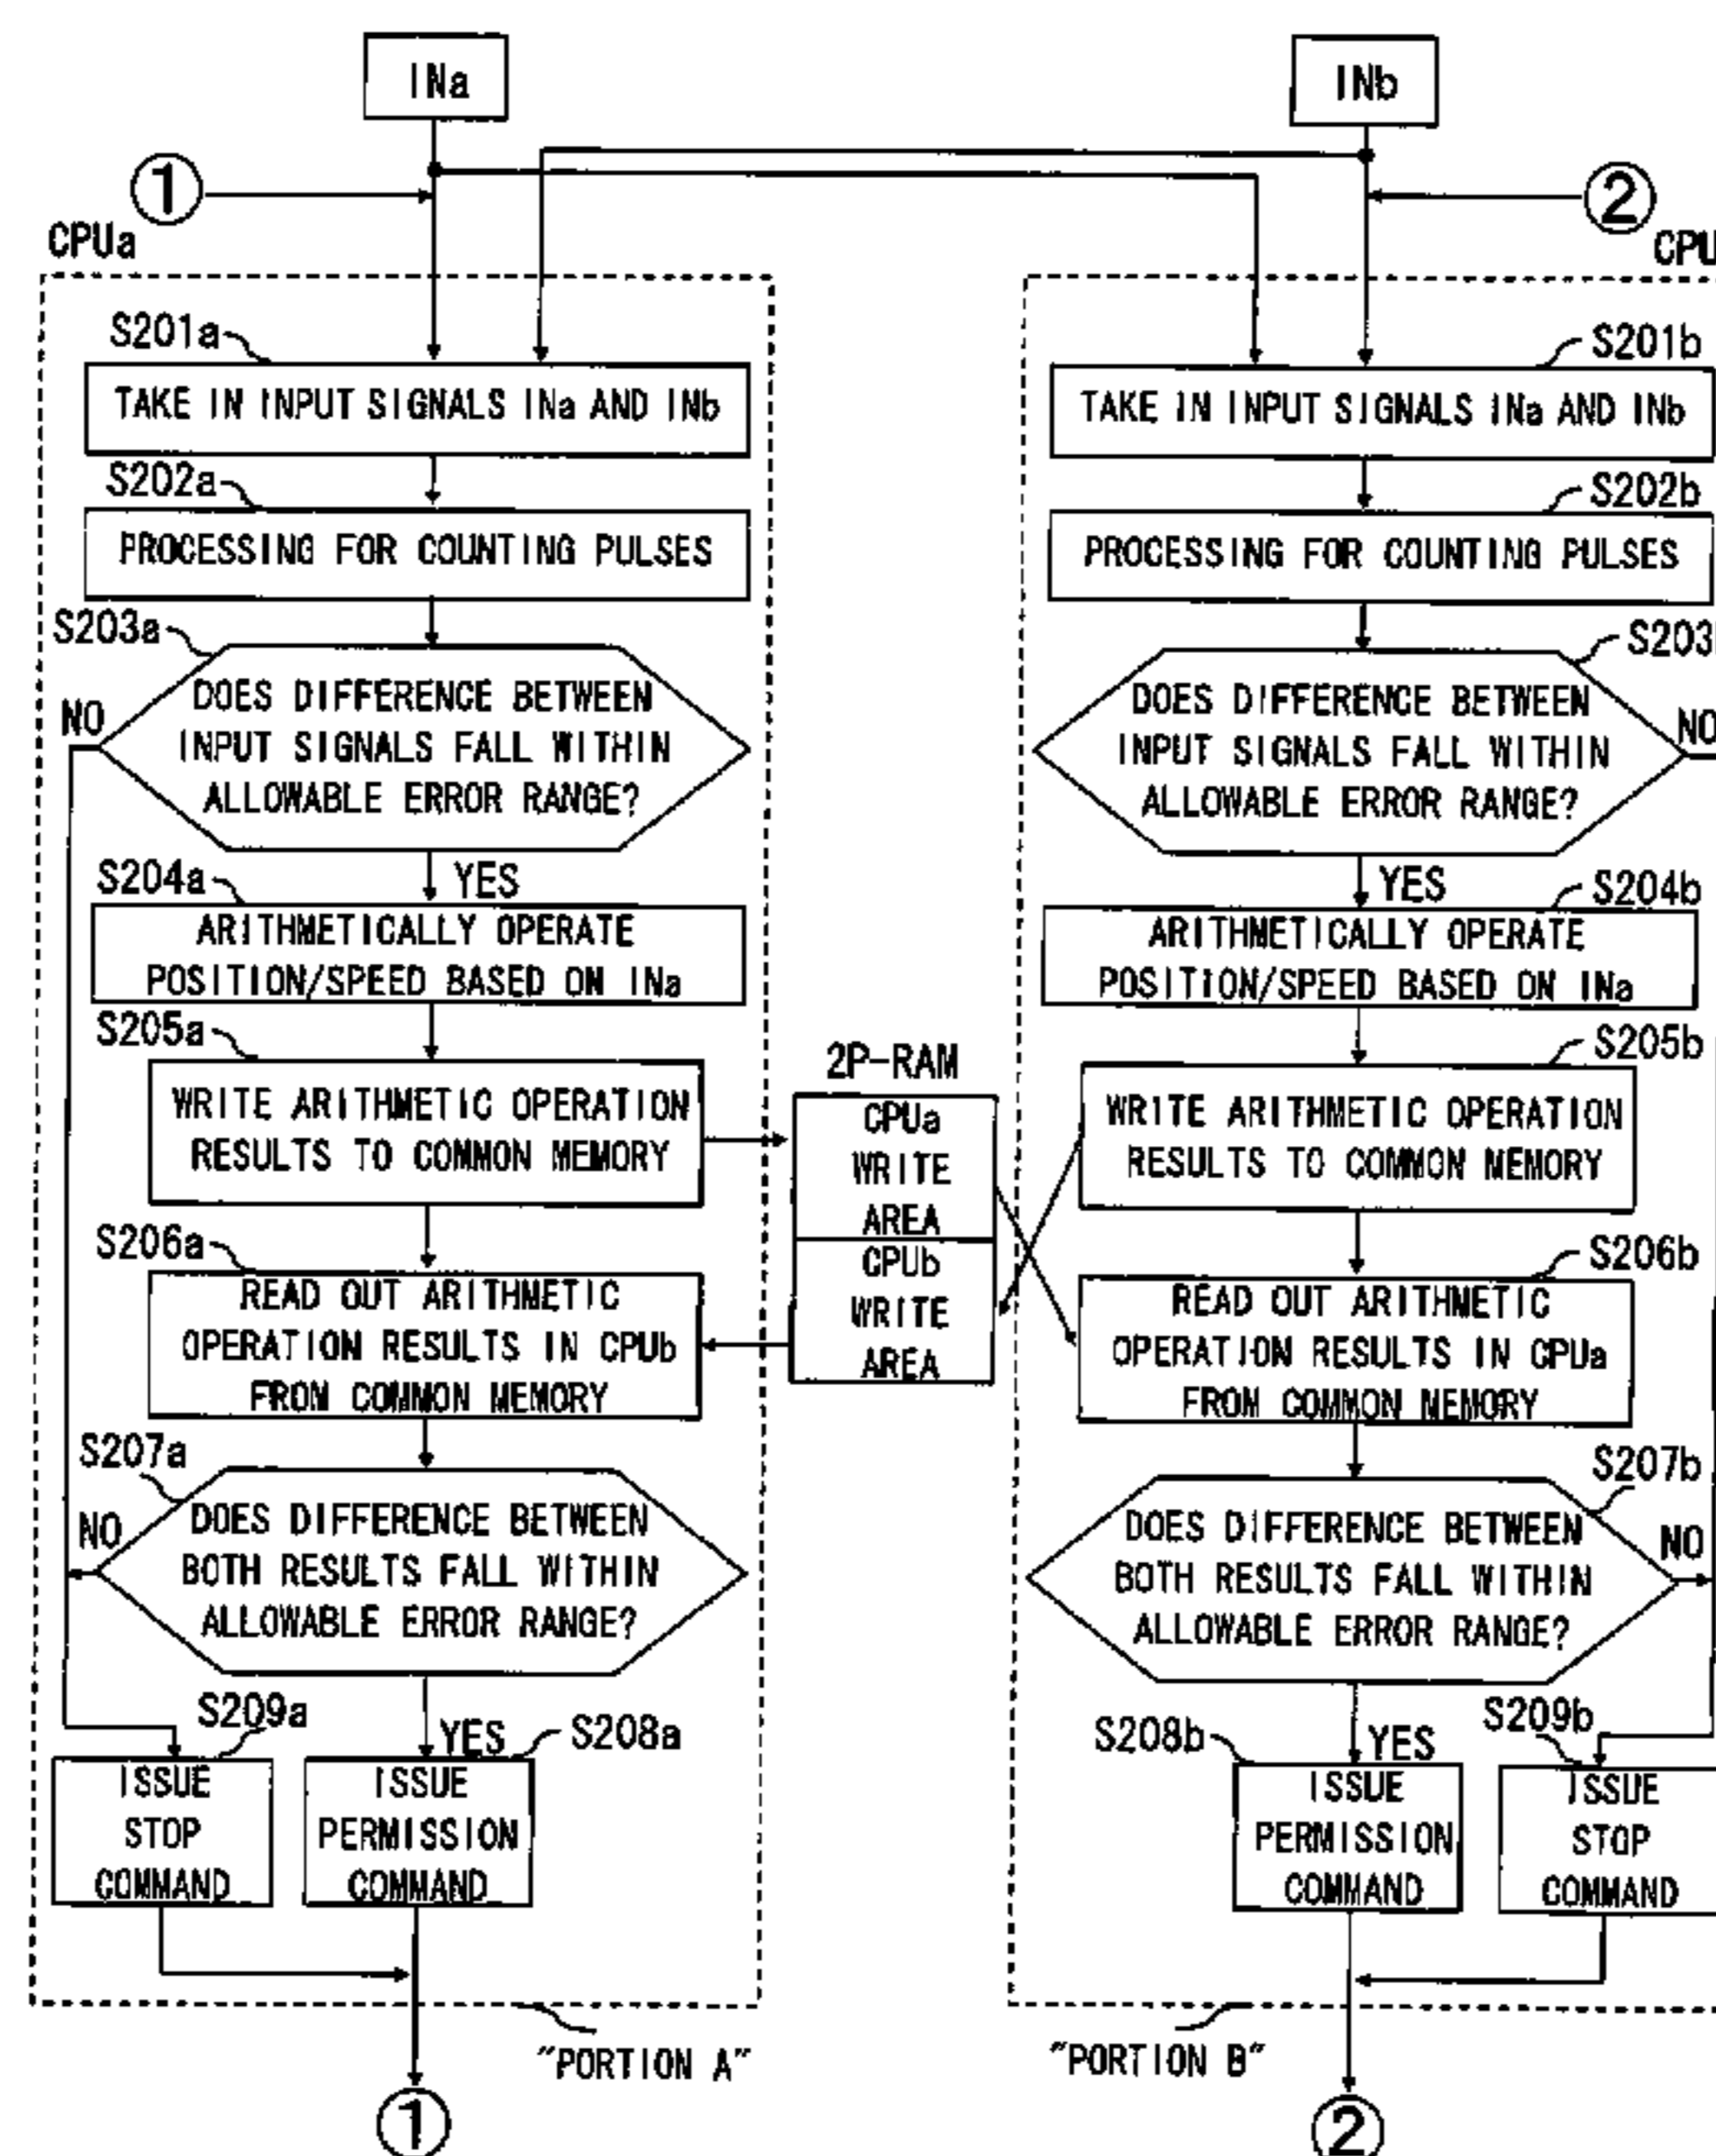 INa
INb
①
②
CPUa
CPU
S201a
TAKE IN INPUT SIGNALS INa AND INb
S202a
PROCESSING FOR COUNTING PULSES
S203a
NO
DOES DIFFERENCE BETWEEN
INPUT SIGNALS FALL WITHIN
ALLOWABLE ERROR RANGE?
YES
S204a
ARITHMETICALLY OPERATE
POSITION/SPEED BASED ON INa
S205a
WRITE ARITHMETIC OPERATION
RESULTS TO COMMON MEMORY
S206a
READ OUT ARITHMETIC
OPERATION RESULTS IN CPUb
FROM COMMON MEMORY
S207a
NO
DOES DIFFERENCE BETWEEN
BOTH RESULTS FALL WITHIN
ALLOWABLE ERROR RANGE?
S209a
YES
S208a
ISSUE
STOP
COMMAND
ISSUE
PERMISSION
COMMAND
"PORTION A"
①
2P-RAM
CPUa
WRITE
AREA
CPUb
WRITE
AREA
S201b
TAKE IN INPUT SIGNALS INa AND INb
S202b
PROCESSING FOR COUNTING PULSES
S203
NO
DOES DIFFERENCE BETWEEN
INPUT SIGNALS FALL WITHIN
ALLOWABLE ERROR RANGE?
YES
S204b
ARITHMETICALLY OPERATE
POSITION/SPEED BASED ON INa
S205b
WRITE ARITHMETIC OPERATION
RESULTS TO COMMON MEMORY
S206b
READ OUT ARITHMETIC
OPERATION RESULTS IN CPUa
FROM COMMON MEMORY
S207b
NO
DOES DIFFERENCE BETWEEN
BOTH RESULTS FALL WITHIN
ALLOWABLE ERROR RANGE?
S208b
YES
S209b
ISSUE
PERMISSION
COMMAND
ISSUE
STOP
COMMAND
"PORTION B"
②